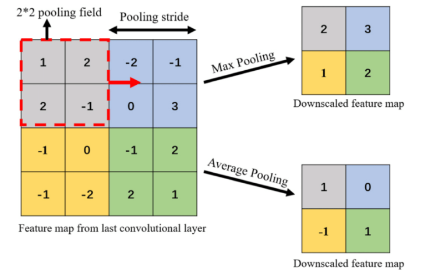 2*2 pooling field
Pooling stride
1 2 -2 -1
2 -1 0 3
-1 0 -1 2
-1 -2 2 1
Feature map from last convolutional layer
Max Pooling
2 3
1 2
Downscaled feature map
Average Pooling
1 0
-1 1
Downscaled feature map